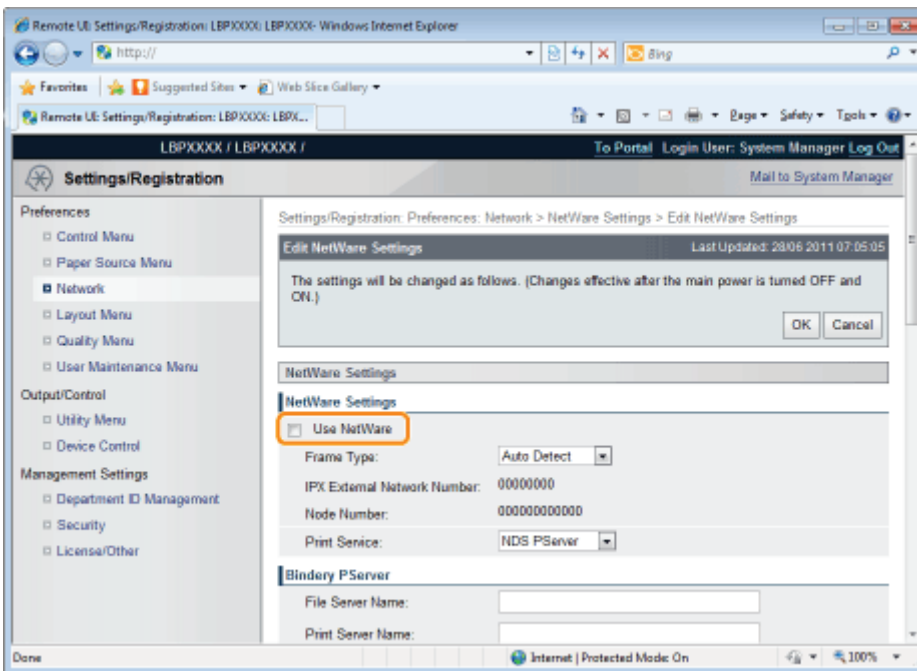 Remote UI: Settings/Registration: LBPXXXX: LBPXXXX- Windows Internet Explorer
http://
Bing
Favorites Suggested Sites Web Slice Gallery
Remote UI: Settings/Registration: LBPXXXX: LBPX...
Page Safety Tools
LBPXXXX / LBPXXXX /
To Portal Login User: System Manager Log Out
Settings/Registration
Mail to System Manager
Preferences
Control Menu
Paper Source Menu
Network
Layout Menu
Quality Menu
User Maintenance Menu
Output/Control
Utility Menu
Device Control
Management Settings
Department ID Management
Security
License/Other
Settings/Registration: Preferences: Network > NetWare Settings > Edit NetWare Settings
Edit NetWare Settings Last Updated: 28/06 2011 07:05:05
The settings will be changed as follows. (Changes effective after the main power is turned OFF and
ON.)
OK Cancel
NetWare Settings
NetWare Settings
Use NetWare
Frame Type: Auto Detect
IPX External Network Number: 00000000
Node Number: 000000000000
Print Service: NDS PServer
Bindery PServer
File Server Name:
Print Server Name:
Done
Internet | Protected Mode: On
100%